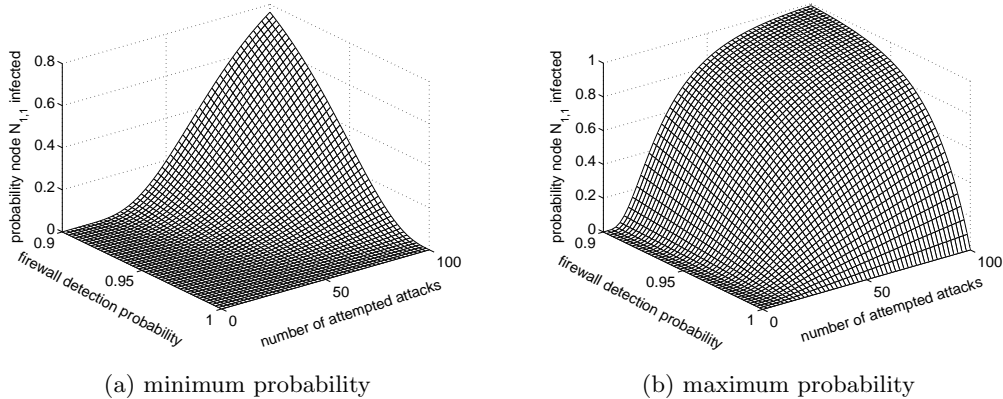 0.8
0.6
0.4
0.2
0
probability node N1,1 infected
0.9
0.95
1
firewall detection probability
0
50
100
number of attempted attacks
(a) minimum probability
1
0.8
0.6
0.4
0.2
0
probability node N1,1 infected
0.9
0.95
1
firewall detection probability
0
50
100
number of attempted attacks
(b) maximum probability